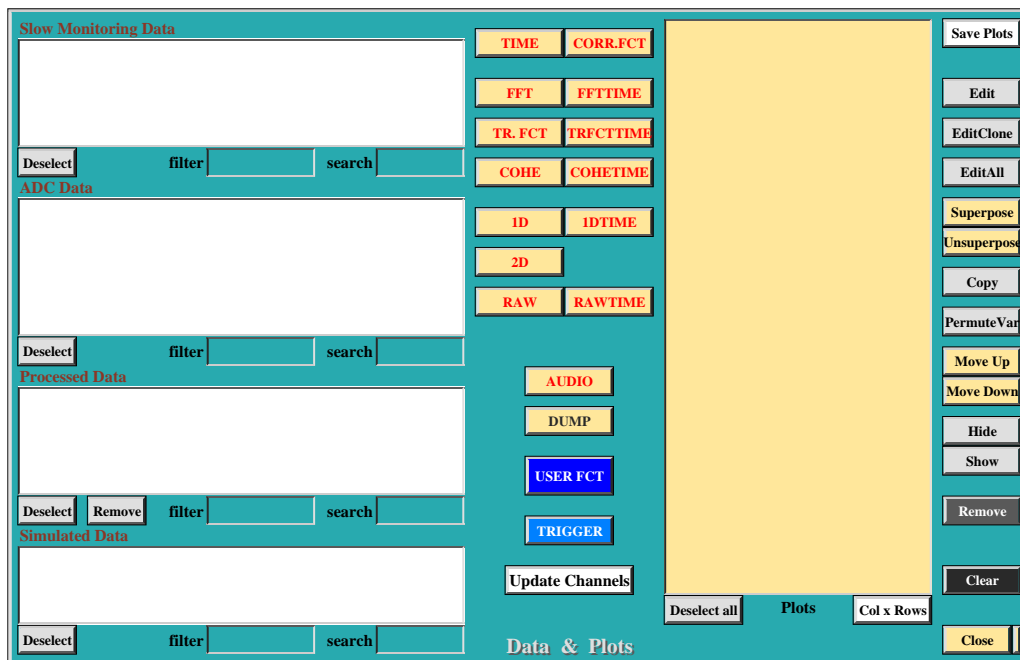 Slow Monitoring Data
Deselect filter search
ADC Data
Deselect filter search
Processed Data
Deselect Remove filter search
Simulated Data
Deselect filter search
TIME CORR.FCT
FFT FFTTIME
TR. FCT TRFCTTIME
COHE COHETIME
1D 1DTIME
2D
RAW RAWTIME
AUDIO
DUMP
USER FCT
TRIGGER
Update Channels
Data & Plots
Deselect all Plots Col x Rows
Save Plots
Edit
EditClone
EditAll
Superpose
Unsuperpose
Copy
PermuteVar
Move Up
Move Down
Hide
Show
Remove
Clear
Close